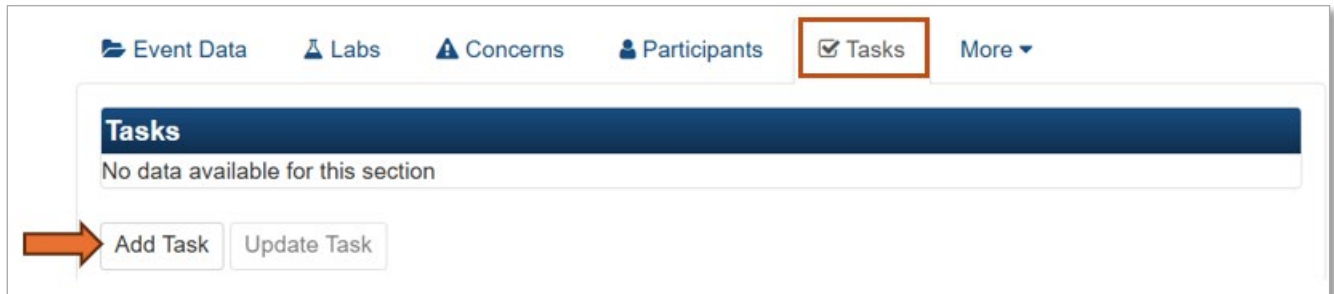 Event Data Labs Concerns Participants Tasks More
Tasks
No data available for this section
Add Task Update Task